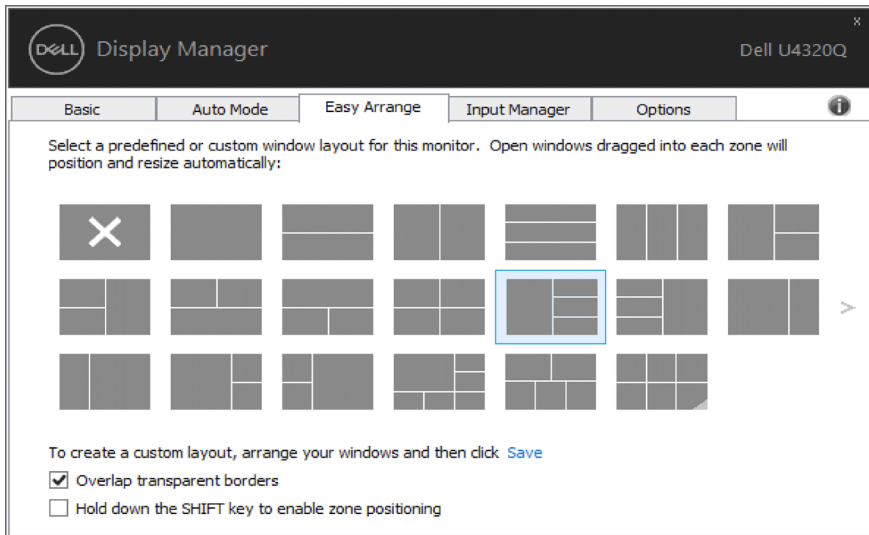 x
DELL Display Manager
Dell U4320Q
Basic Auto Mode Easy Arrange Input Manager Options i
Select a predefined or custom window layout for this monitor.  Open windows dragged into each zone will
position and resize automatically:
>
To create a custom layout, arrange your windows and then click Save
Overlap transparent borders
Hold down the SHIFT key to enable zone positioning